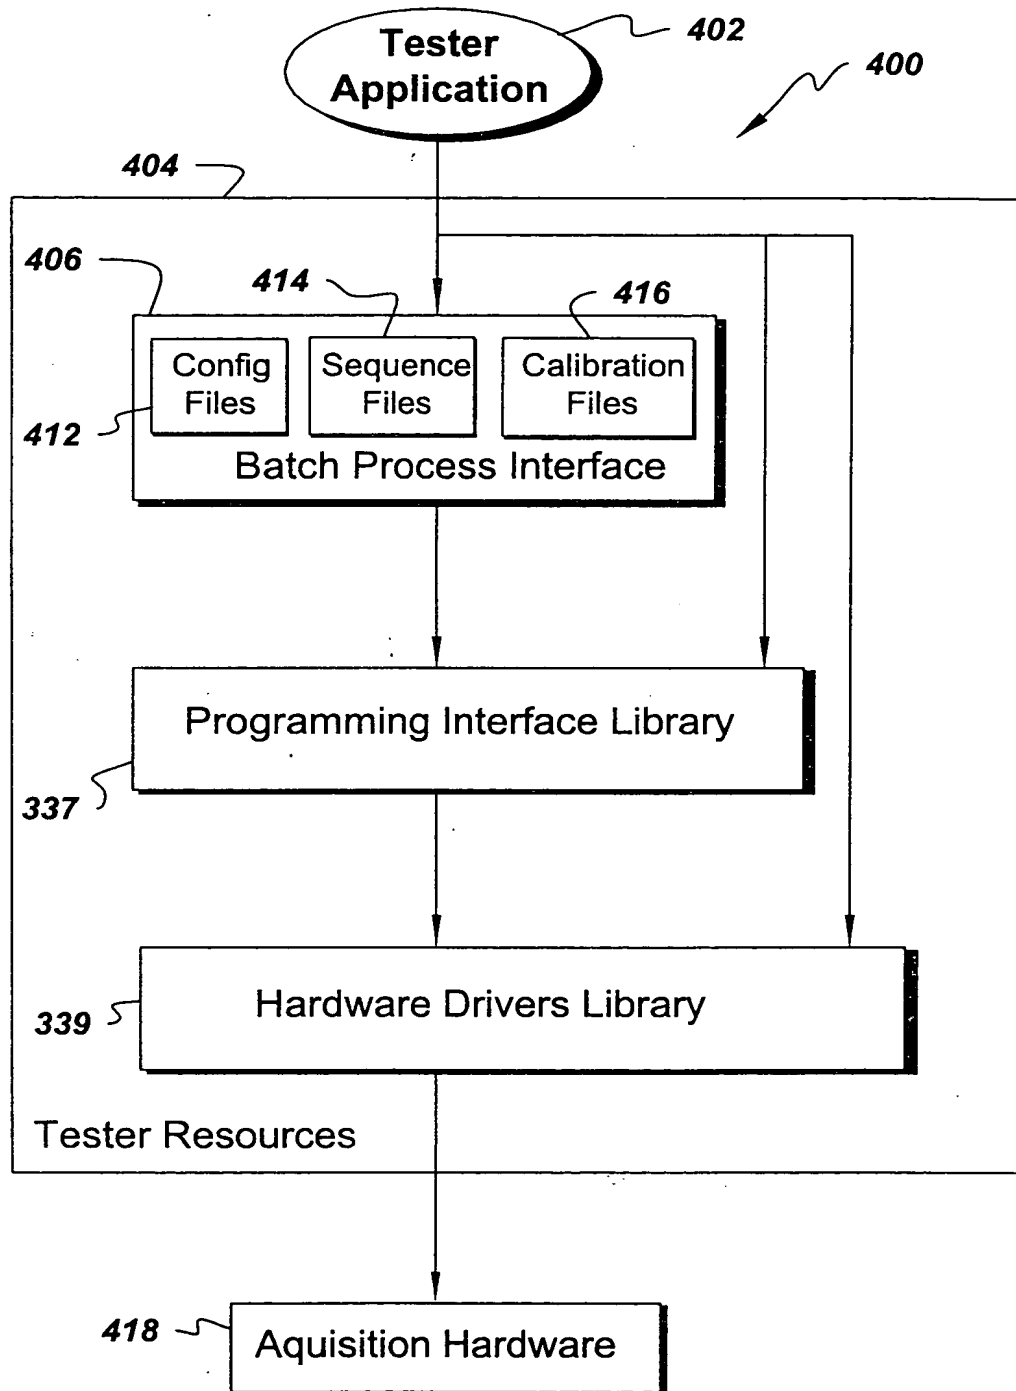 Tester
Application
402
400
404
406
414
416
Config
Files
Sequence
Files
Calibration
Files
412
Batch Process Interface
Programming Interface Library
337
Hardware Drivers Library
339
Tester Resources
418
Aquisition Hardware